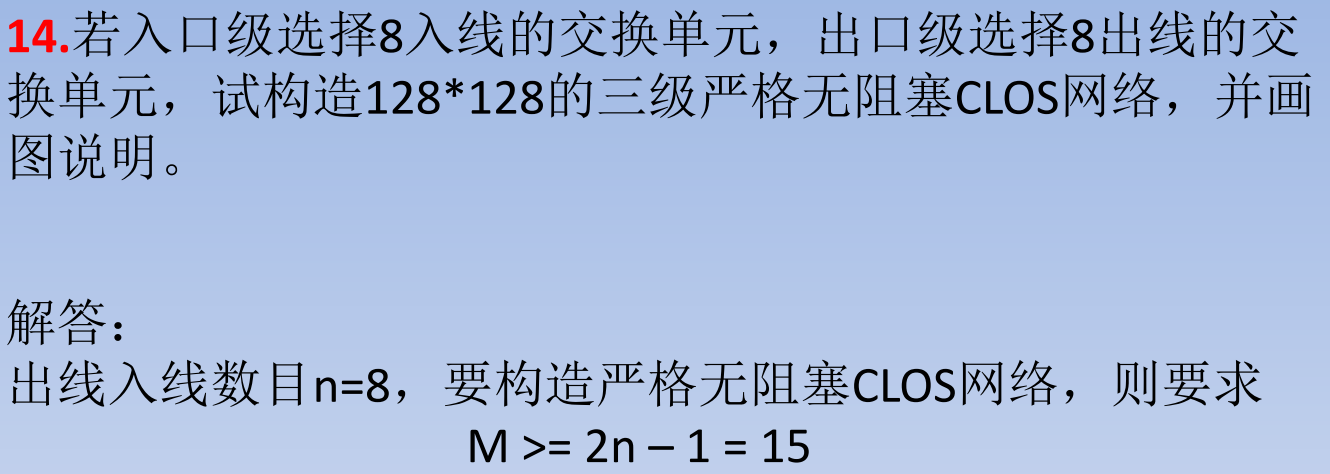 14.若入口级选择8入线的交换单元，出口级选择8出线的交
换单元，试构造128*128的三级严格无阻塞CLOS网络，并画
图说明。
解答：
出线入线数目n=8，要构造严格无阻塞CLOS网络，则要求
M >= 2n – 1 = 15